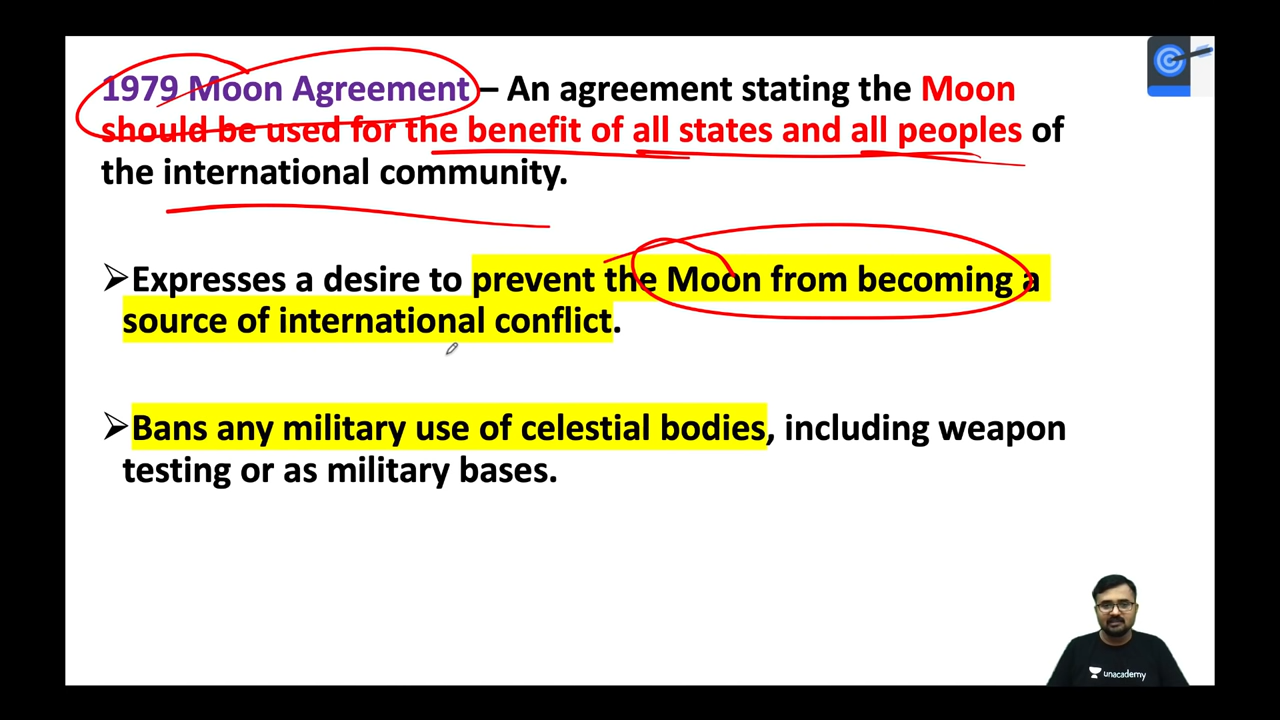 1979 Moon Agreement – An agreement stating the Moon
should be used for the benefit of all states and all peoples of
the international community.
➢Expresses a desire to prevent the Moon from becoming a
source of international conflict.
➢Bans any military use of celestial bodies, including weapon
testing or as military bases.
unacademy